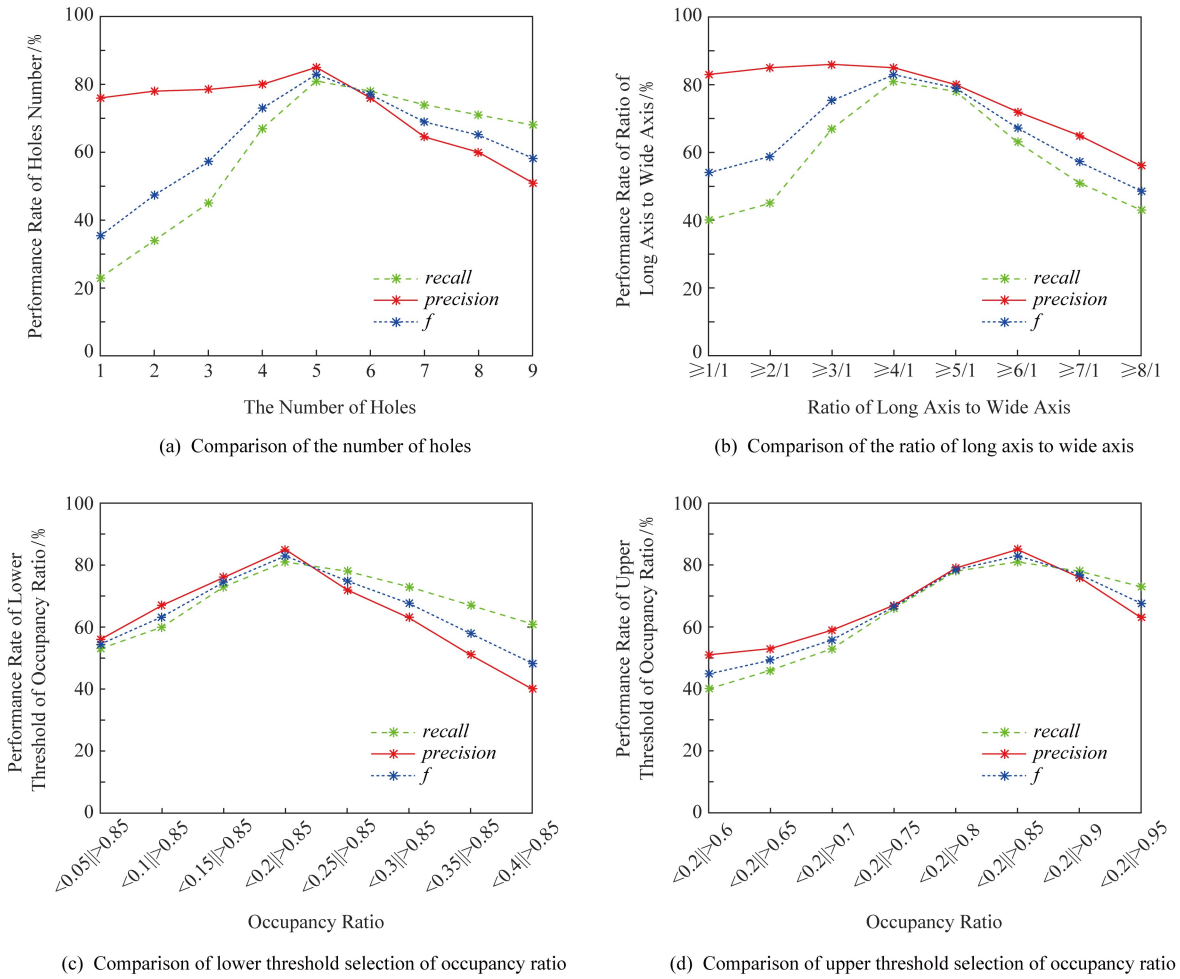 Performance Rate of Holes Number/%
100
80
60
40
20
0
1 2 3 4 5 6 7 8 9
recall
precision
f
The Number of Holes
(a) Comparison of the number of holes
Performance Rate of Ratio of
Long Axis to Wide Axis/%
100
80
60
40
20
0
⩾1/1 ⩾2/1 ⩾3/1 ⩾4/1 ⩾5/1 ⩾6/1 ⩾7/1 ⩾8/1
recall
precision
f
Ratio of Long Axis to Wide Axis
(b) Comparison of the ratio of long axis to wide axis
Performance Rate of Lower
Threshold of Occupancy Ratio/%
100
80
60
40
20
0
<0.05||>0.85 <0.1||>0.85 <0.15||>0.85 <0.2||>0.85 <0.25||>0.85 <0.3||>0.85 <0.35||>0.85 <0.4||>0.85
recall
precision
f
Occupancy Ratio
(c) Comparison of lower threshold selection of occupancy ratio
Performance Rate of Upper
Threshold of Occupancy Ratio/%
100
80
60
40
20
0
<0.2||>0.6 <0.2||>0.65 <0.2||>0.7 <0.2||>0.75 <0.2||>0.8 <0.2||>0.85 <0.2||>0.9 <0.2||>0.95
recall
precision
f
Occupancy Ratio
(d) Comparison of upper threshold selection of occupancy ratio